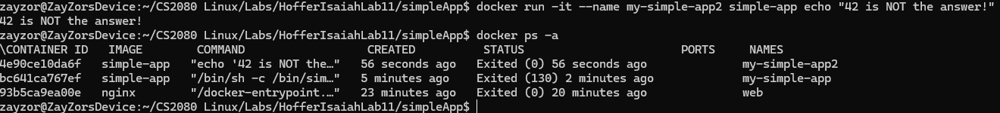 zayzor@ZayZorsDevice:~/CS2080 Linux/Labs/HofferIsaiahLab11/simpleApp$ docker run -it --name my-simple-app2 simple-app echo "42 is NOT the answer!"
42 is NOT the answer!
zayzor@ZayZorsDevice:~/CS2080 Linux/Labs/HofferIsaiahLab11/simpleApp$ docker ps -a
\CONTAINER ID   IMAGE        COMMAND                  CREATED          STATUS                       PORTS     NAMES
4e90ce10da6f   simple-app   "echo '42 is NOT the…"   56 seconds ago   Exited (0) 56 seconds ago              my-simple-app2
bc641ca767ef   simple-app   "/bin/sh -c /bin/sim…"   5 minutes ago    Exited (130) 2 minutes ago             my-simple-app
93b5ca9ea00e   nginx        "/docker-entrypoint.…"   23 minutes ago   Exited (0) 20 minutes ago              web
zayzor@ZayZorsDevice:~/CS2080 Linux/Labs/HofferIsaiahLab11/simpleApp$